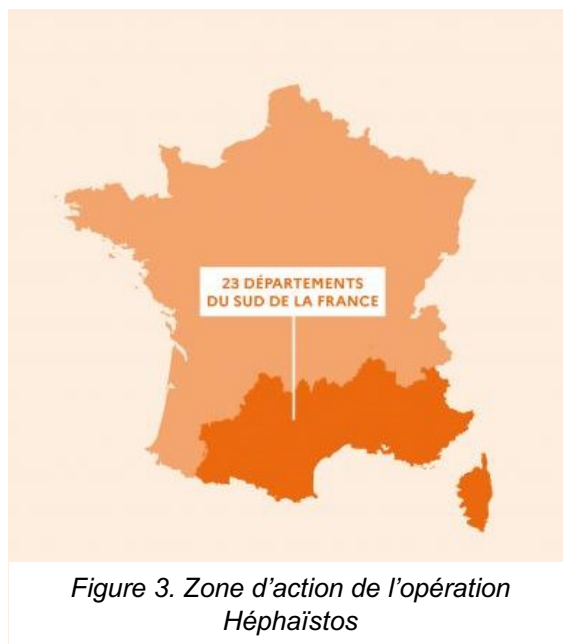 23 DÉPARTEMENTS
DU SUD DE LA FRANCE
Figure 3. Zone d’action de l’opération
Héphaïstos